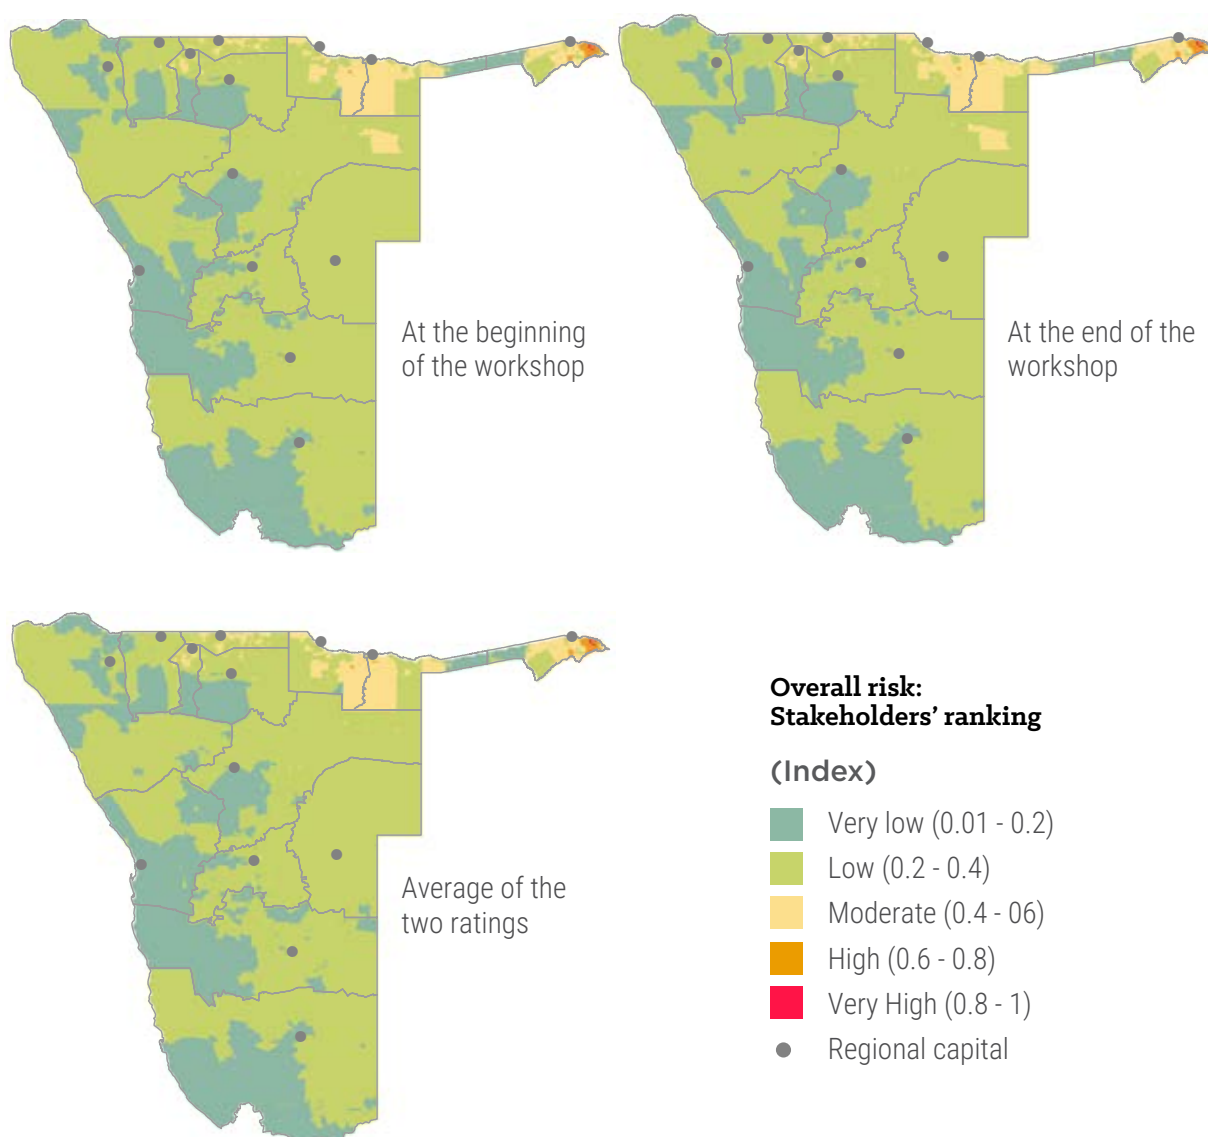 At the beginning
of the workshop
At the end of the
workshop
Average of the
two ratings
Overall risk:
Stakeholders’ ranking
(Index)
Very low (0.01 - 0.2)
Low (0.2 - 0.4)
Moderate (0.4 - 06)
High (0.6 - 0.8)
Very High (0.8 - 1)
Regional capital